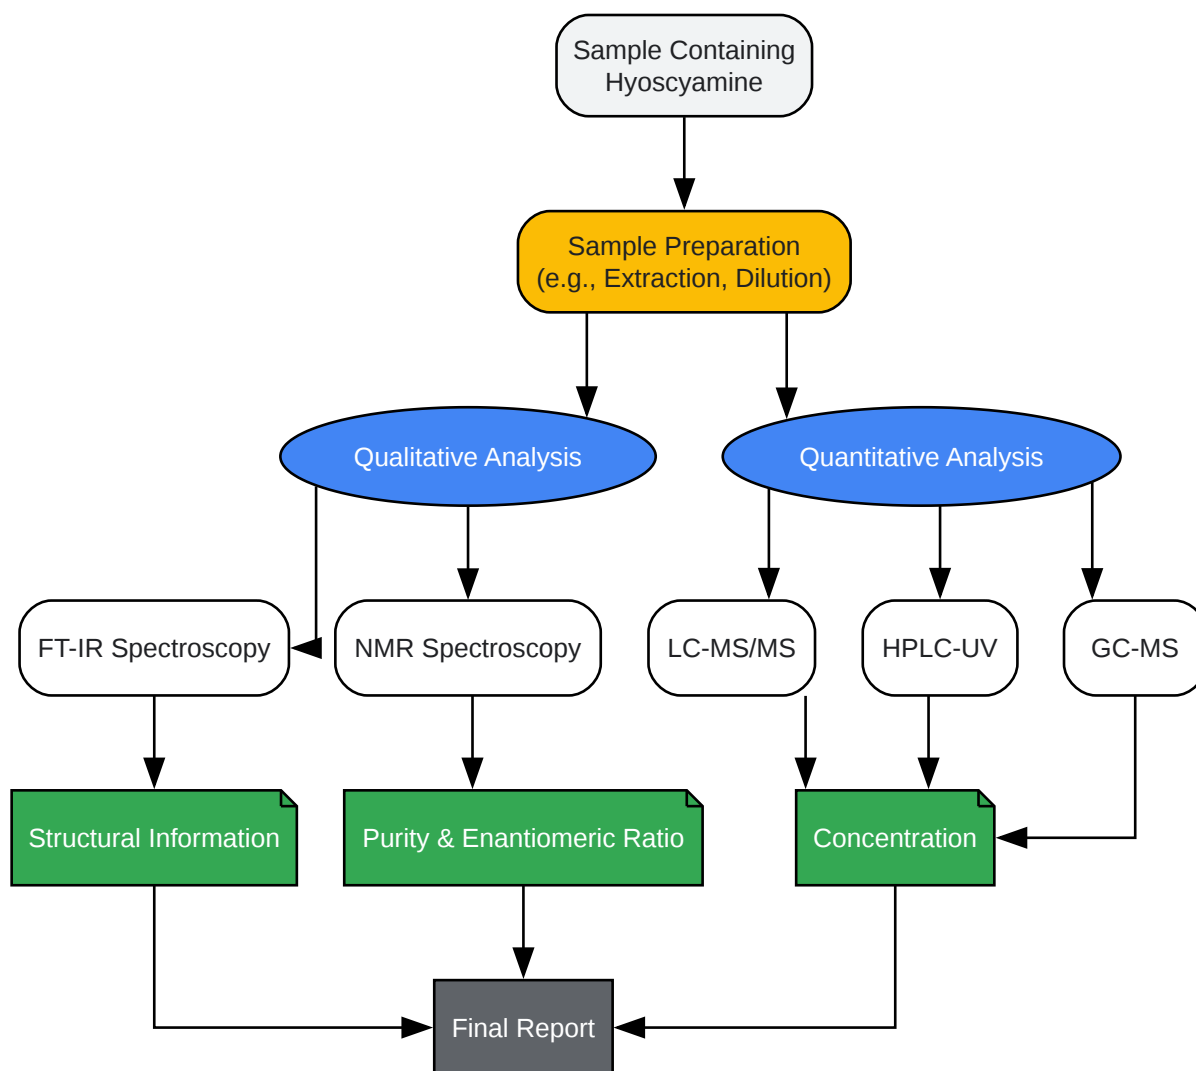 Sample Containing
Hyoscyamine
Sample Preparation
(e.g., Extraction, Dilution)
Qualitative Analysis
Quantitative Analysis
FT-IR Spectroscopy
NMR Spectroscopy
LC-MS/MS
HPLC-UV
GC-MS
Structural Information
Purity & Enantiomeric Ratio
Concentration
Final Report